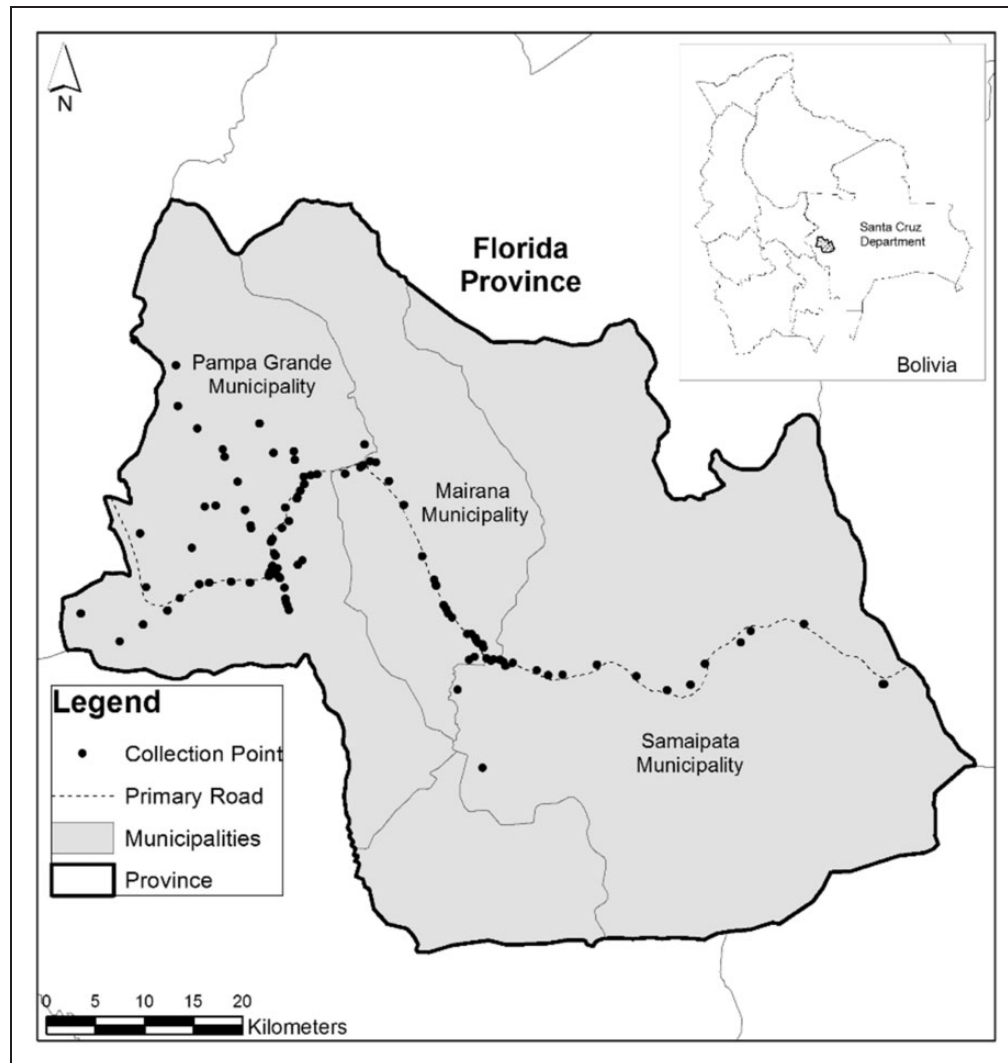 N
Florida
Province
Santa Cruz
Department
Bolivia
Pampa Grande
Municipality
Mairana
Municipality
Samaipata
Municipality
Legend
Collection Point
Primary Road
Municipalities
Province
0 5 10 15 20
Kilometers